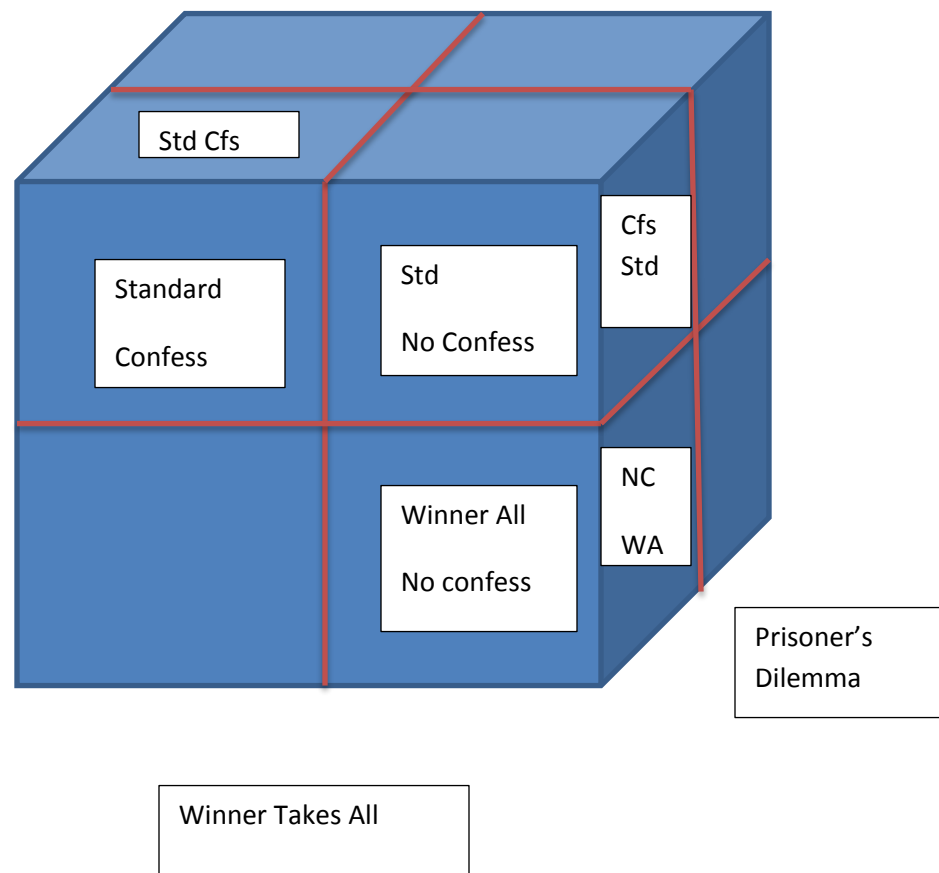 Std Cfs
Standard
Confess
Std
No Confess
Cfs
Std
Winner All
No confess
NC
WA
Prisoner’s
Dilemma
Winner Takes All